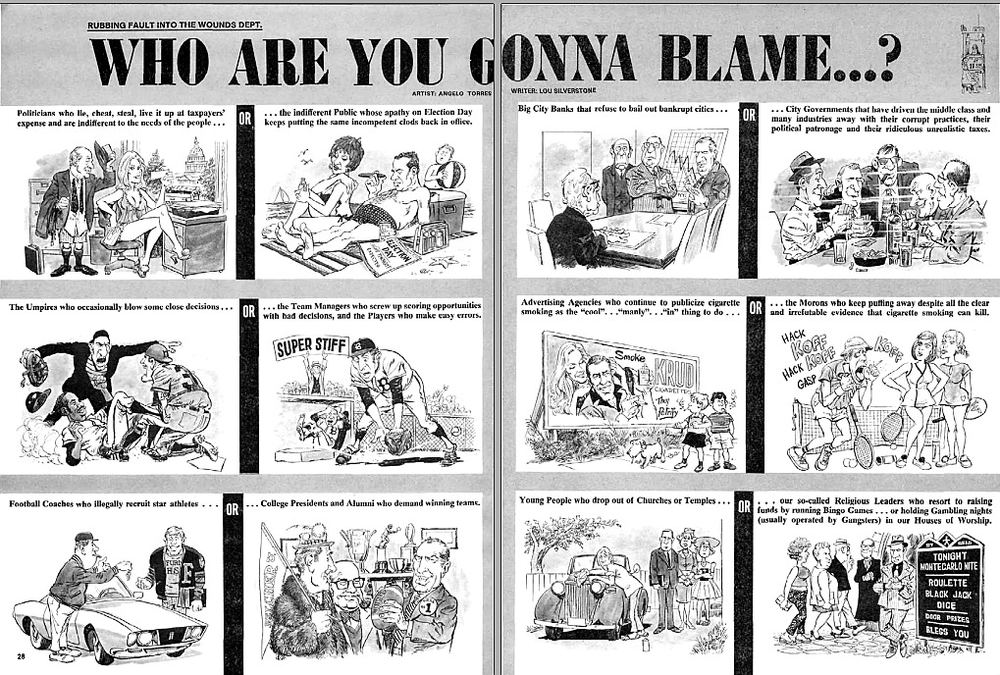 RUBBING FAULT INTO THE WOUNDS DEPT.
WHO ARE YOU GONNA BLAME...?
ARTIST: ANGELO TORRES
WRITER: LOU SILVERSTONE
Politicians who lie, cheat, steal, live it up at taxpayers'
expense and are indifferent to the needs of the people ...
OR
... the indifferent Public whose apathy on Election Day
keeps putting the same incompetent clods back in office.
ELECTION
Big City Banks that refuse to bail out bankrupt cities ...
OR
... City Governments that have driven the middle class and
many industries away with their corrupt practices, their
political patronage and their ridiculous unrealistic taxes.
The Umpires who occasionally blow some close decisions ...
OR
... the Team Managers who screw up scoring opportunities
with bad decisions, and the Players who make easy errors.
SUPER STIFF
Advertising Agencies who continue to publicize cigarette
smoking as the "cool" ... "manly" ... "in" thing to do ...
Smoke
KRUD
CIGARETTES
OR
... the Morons who keep puffing away despite all the clear
and irrefutable evidence that cigarette smoking can kill.
HACK
KOFF
KOFF
HACK
GASP
KOFF
Football Coaches who illegally recruit star athletes ...
F
H.S.
OR
... College Presidents and Alumni who demand winning teams.
1
Young People who drop out of Churches or Temples ...
OR
... our so-called Religious Leaders who resort to raising
funds by running Bingo Games ... or holding Gambling nights
(usually operated by Gangsters) in our Houses of Worship.
TONIGHT
MONTECARLO NITE
ROULETTE
BLACK JACK
DICE
DOOR PRIZES
BLESS YOU
28